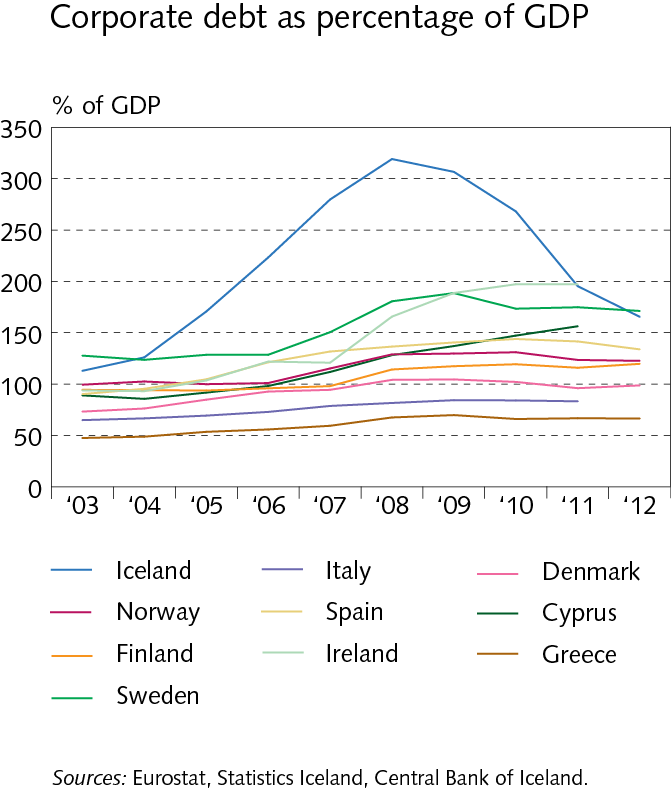 Corporate debt as percentage of GDP
% of GDP
350
300
250
200
150
100
50
0
‘03 ‘04 ‘05 ‘06 ‘07 ‘08 ‘09 ‘10 ‘11 ‘12
Iceland Italy Denmark
Norway Spain Cyprus
Finland Ireland Greece
Sweden
Sources: Eurostat, Statistics Iceland, Central Bank of Iceland.